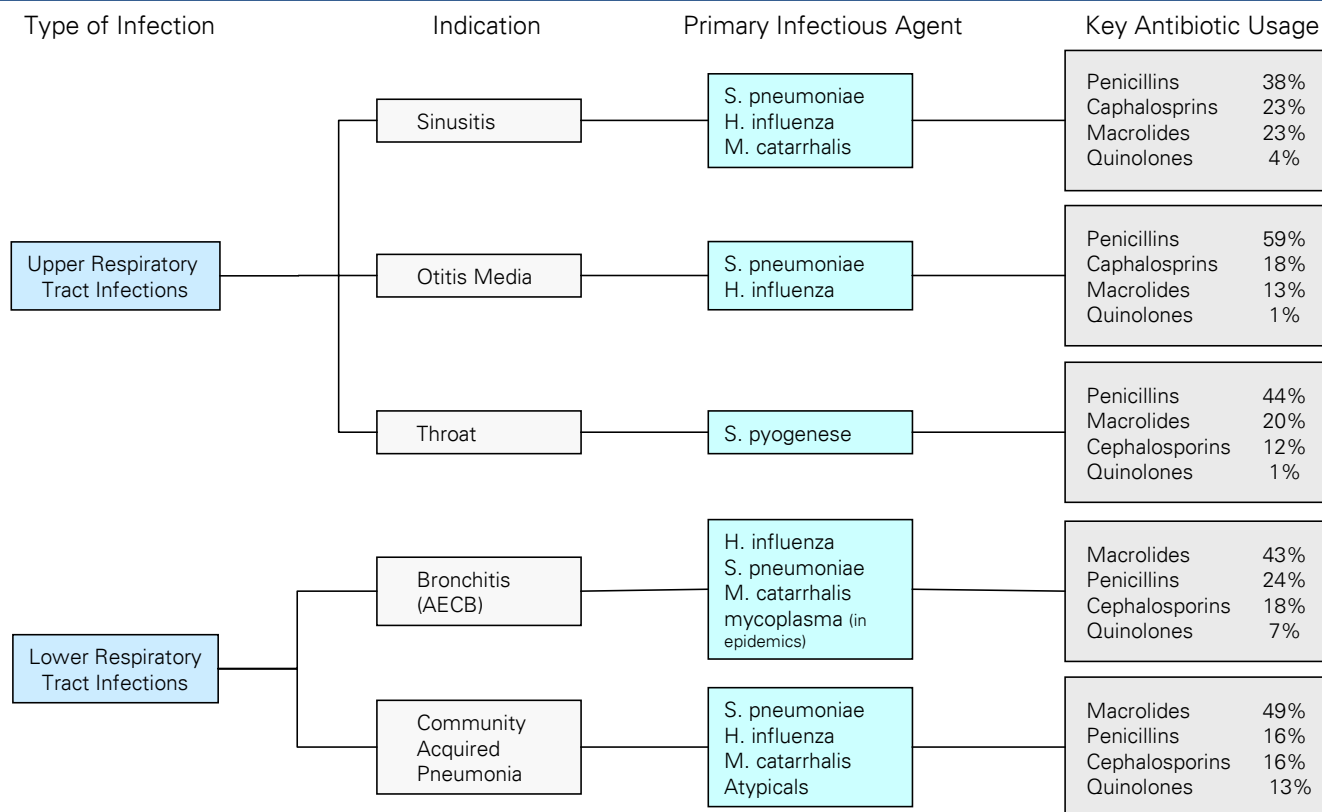 Type of Infection
Indication
Primary Infectious Agent
Key Antibiotic Usage
Upper Respiratory
Tract Infections
Sinusitis
S. pneumoniae
H. influenza
M. catarrhalis
Penicillins 38%
Caphalosprins 23%
Macrolides 23%
Quinolones 4%
Otitis Media
S. pneumoniae
H. influenza
Penicillins 59%
Caphalosprins 18%
Macrolides 13%
Quinolones 1%
Throat
S. pyogenese
Penicillins 44%
Macrolides 20%
Cephalosporins 12%
Quinolones 1%
Lower Respiratory
Tract Infections
Bronchitis
(AECB)
H. influenza
S. pneumoniae
M. catarrhalis
mycoplasma (in
epidemics)
Macrolides 43%
Penicillins 24%
Cephalosporins 18%
Quinolones 7%
Community
Acquired
Pneumonia
S. pneumoniae
H. influenza
M. catarrhalis
Atypicals
Macrolides 49%
Penicillins 16%
Cephalosporins 16%
Quinolones 13%